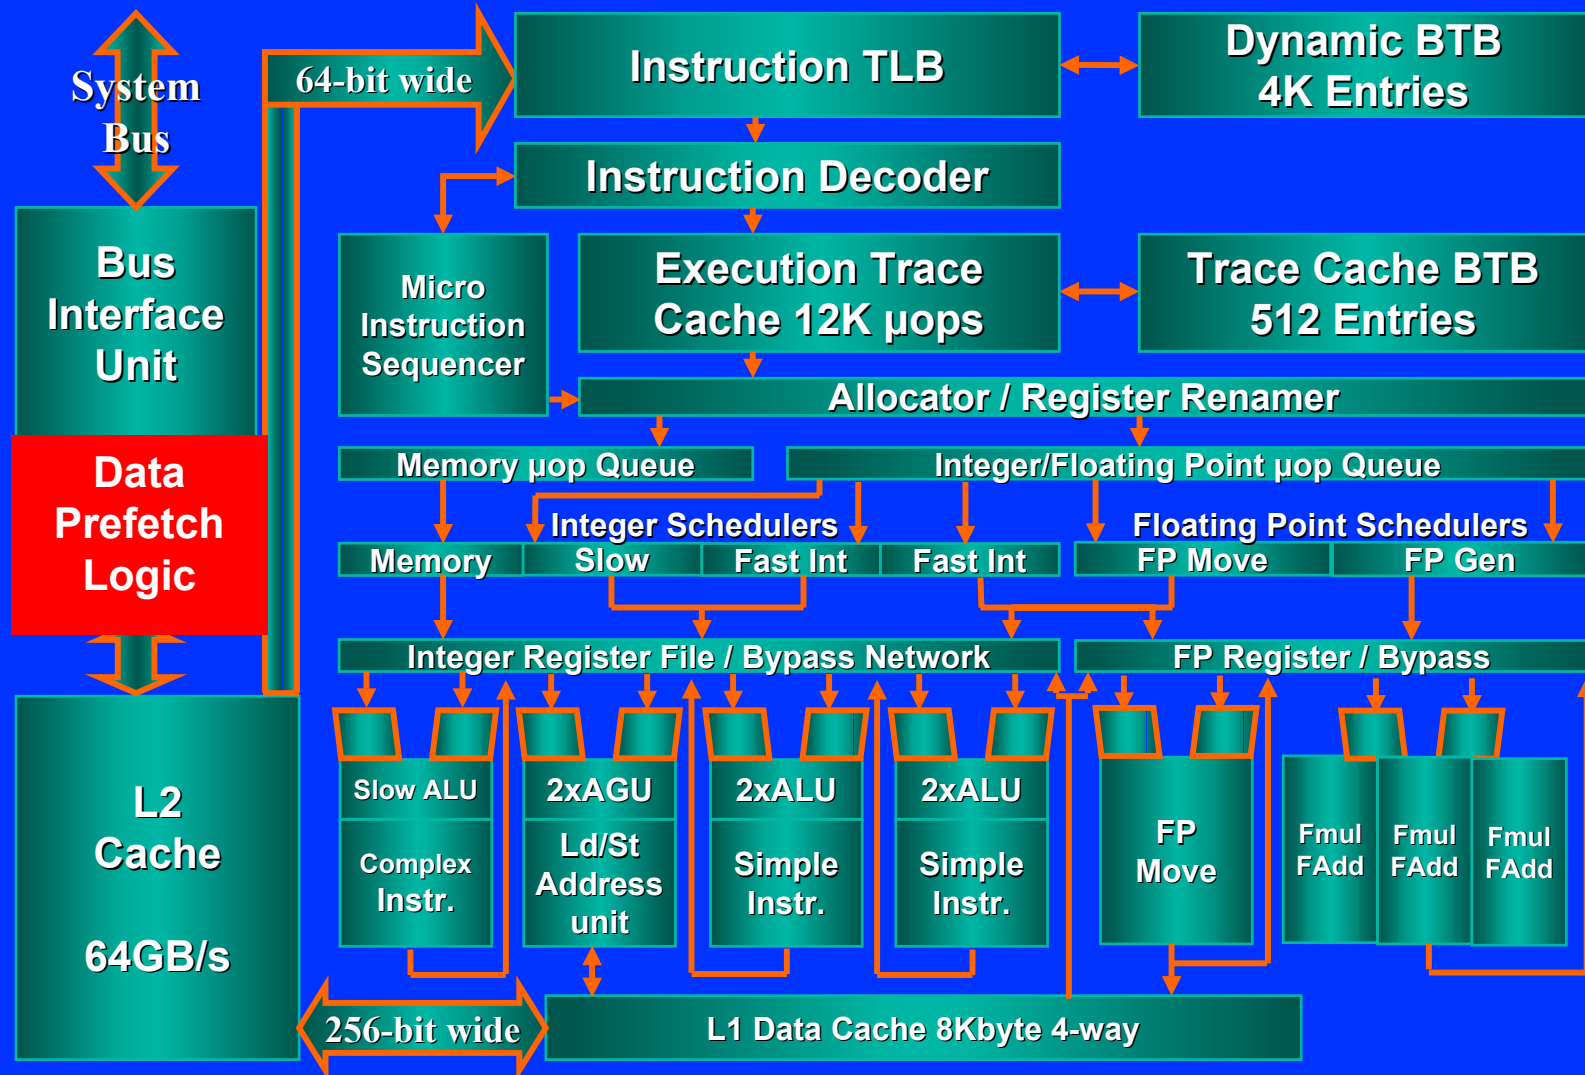 System
Bus
64-bit wide
Instruction TLB
Dynamic BTB
4K Entries
Instruction Decoder
Bus
Interface
Unit
Micro
Instruction
Sequencer
Execution Trace
Cache 12K µops
Trace Cache BTB
512 Entries
Allocator / Register Renamer
Data
Prefetch
Logic
Memory µop Queue
Integer/Floating Point µop Queue
Integer Schedulers
Floating Point Schedulers
Memory
Slow
Fast Int
Fast Int
FP Move
FP Gen
Integer Register File / Bypass Network
FP Register / Bypass
L2
Cache
64GB/s
Slow ALU
Complex
Instr.
2xAGU
Ld/St
Address
unit
2xALU
Simple
Instr.
2xALU
Simple
Instr.
FP
Move
Fmul
FAdd
Fmul
FAdd
Fmul
FAdd
256-bit wide
L1 Data Cache 8Kbyte 4-way